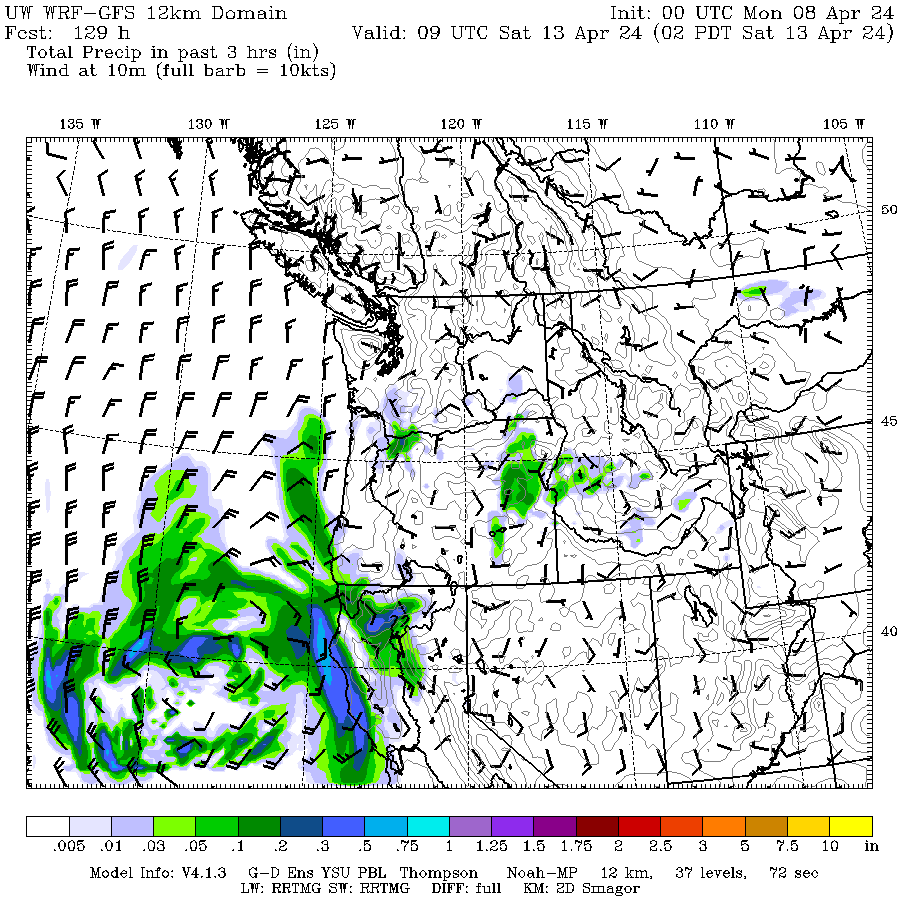 UW WRF-GFS 12km Domain Init: 00 UTC Mon 08 Apr 24
Fcst: 129 h Valid: 09 UTC Sat 13 Apr 24 (02 PDT Sat 13 Apr 24)
Total Precip in past 3 hrs (in)
Wind at 10m (full barb = 10kts)
135 W 130 W 125 W 120 W 115 W 110 W 105 W
50
45
40
.005 .01 .03 .05 .1 .2 .3 .5 .75 1 1.25 1.5 1.75 2 2.5 3 5 7.5 10 in
Model Info: V4.1.3 G-D Ens YSU PBL Thompson Noah-MP 12 km, 37 levels, 72 sec
LW: RRTMG SW: RRTMG DIFF: full KM: 2D Smagor